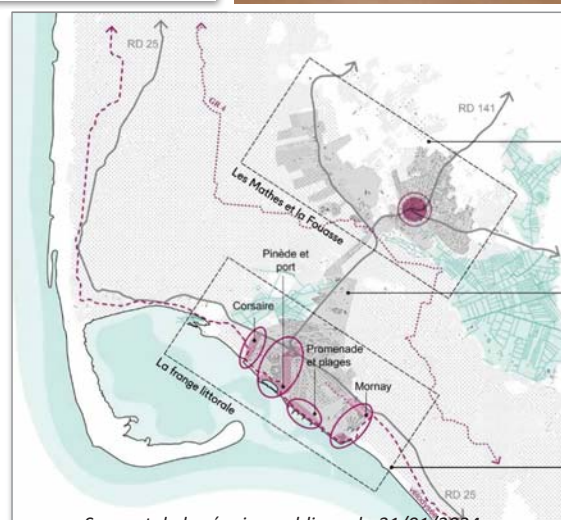 RD 25
GR 4
RD 141
Les Mathes et la Fouasse
Pinède et
port
Corsaire
Promenade
et plages
Mornay
La frange littorale
RD 25